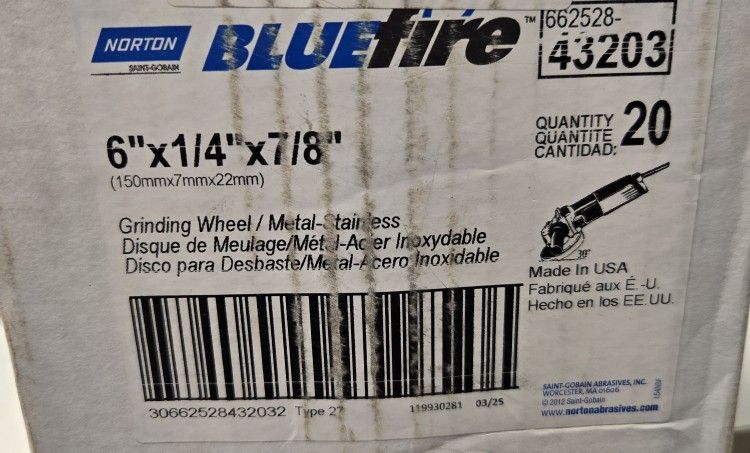 NORTON
SAINT-GOBAIN
BLUEfire™
662528-
43203
6"x1/4"x7/8"
(150mmx7mmx22mm)
QUANTITY
QUANTITE
CANTIDAD:
20
Grinding Wheel / Metal-Stainless
Disque de Meulage/Métal-Acier Inoxydable
Disco para Desbaste/Metal-Acero Inoxidable
30°
Made In USA
Fabriqué aux É.-U.
Hecho en los EE.UU.
30662528432032 Type 27 119930281 03/25
SAINT-GOBAIN ABRASIVES, INC.
WORCESTER, MA 01606
© 2012 Saint-Gobain
www.nortonabrasives.com